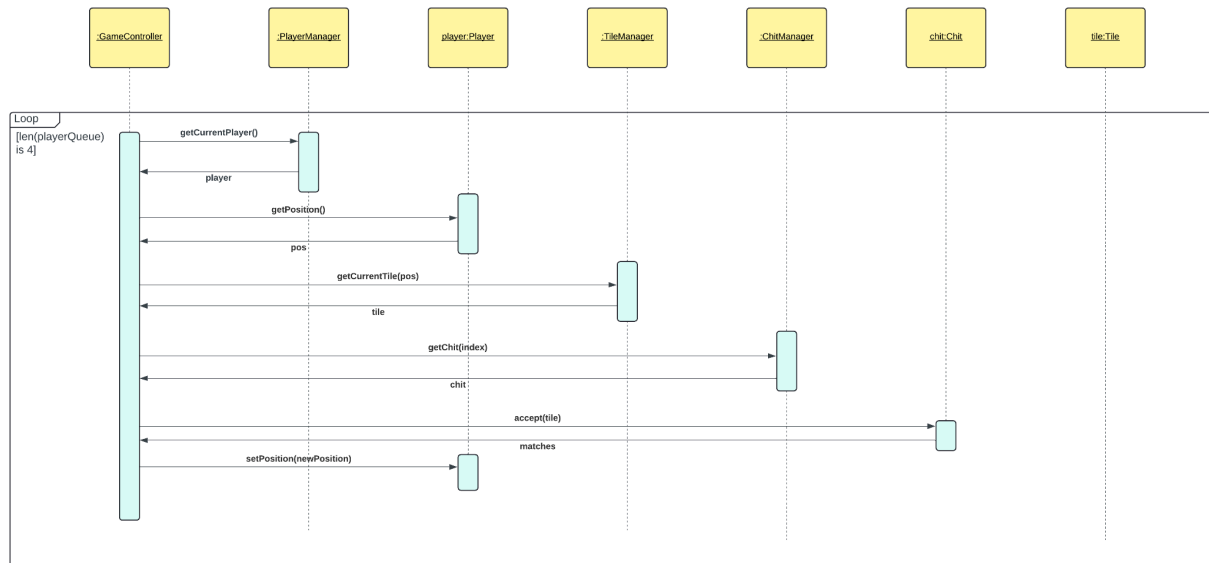 :GameController
:PlayerManager
player:Player
:TileManager
:ChitManager
chit:Chit
tile:Tile
Loop
[len(playerQueue)
is 4]
getCurrentPlayer()
player
getPosition()
pos
getCurrentTile(pos)
tile
getChit(index)
chit
accept(tile)
matches
setPosition(newPosition)